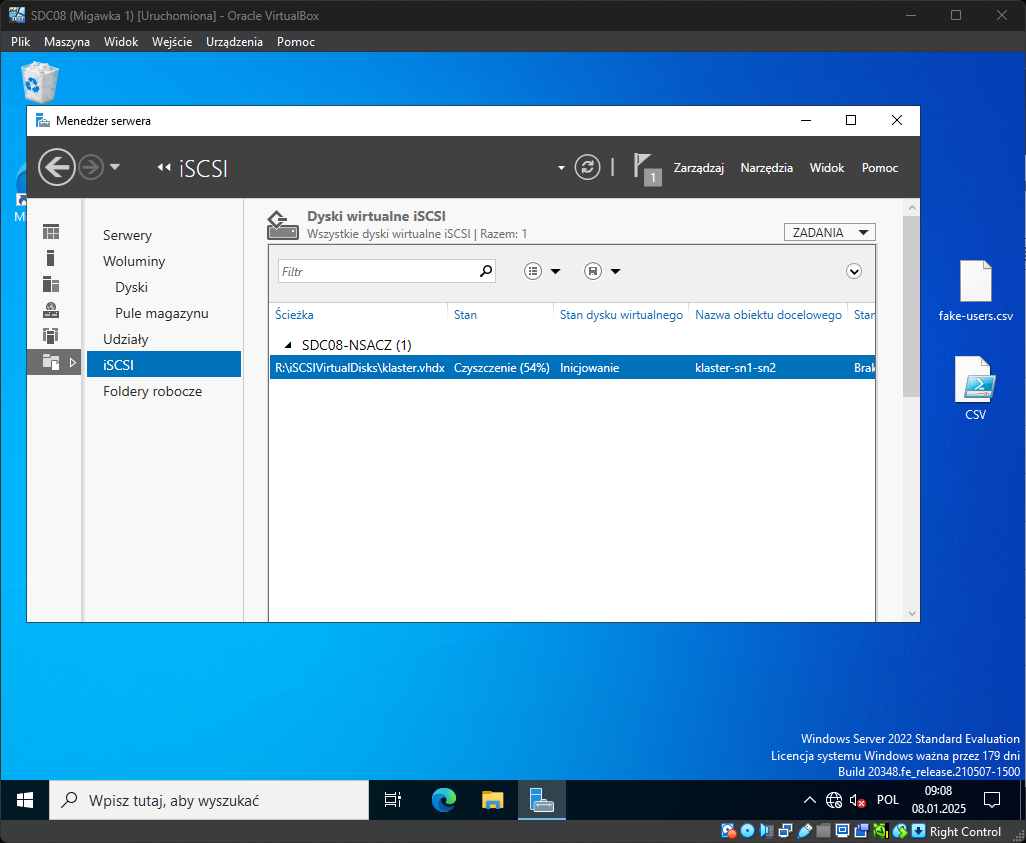 SDC08 (Migawka 1) [Uruchomiona] - Oracle VirtualBox
Plik Maszyna Widok Wejście Urządzenia Pomoc
Menedżer serwera
iSCSI
1
Zarządzaj Narzędzia Widok Pomoc
Serwery
Woluminy
Dyski
Pule magazynu
Udziały
iSCSI
Foldery robocze
Dyski wirtualne iSCSI
Wszystkie dyski wirtualne iSCSI | Razem: 1
ZADANIA
Filtr
Ścieżka Stan Stan dysku wirtualnego Nazwa obiektu docelowego Stan
SDC08-NSACZ (1)
R:\iSCSIVirtualDisks\klaster.vhdx Czyszczenie (54%) Inicjowanie klaster-sn1-sn2 Brak
fake-users.csv
CSV
Windows Server 2022 Standard Evaluation
Licencja systemu Windows ważna przez 179 dni
Build 20348.fe_release.210507-1500
Wpisz tutaj, aby wyszukać
POL
09:08
08.01.2025
Right Control